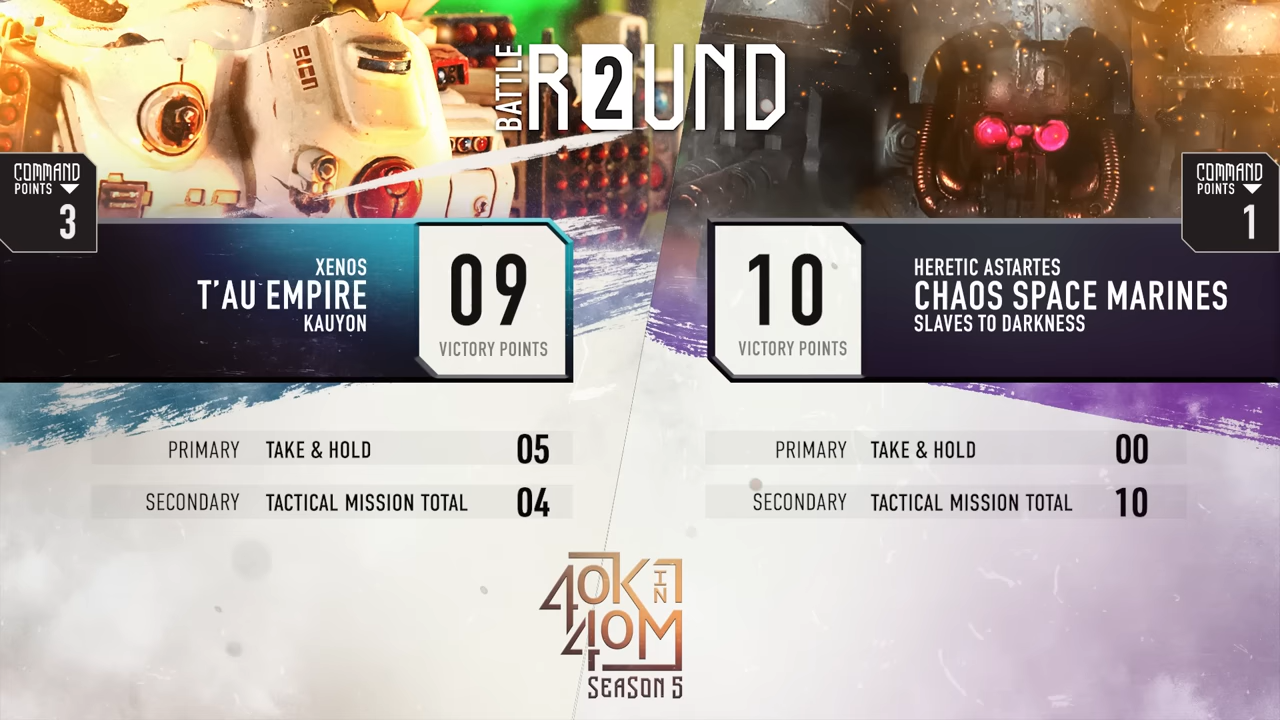 BATTLE
ROUND
2
COMMAND
POINTS
3
XENOS
T'AU EMPIRE
KAUYON
09
VICTORY POINTS
PRIMARY TAKE & HOLD 05
SECONDARY TACTICAL MISSION TOTAL 04
COMMAND
POINTS
1
10
VICTORY POINTS
HERETIC ASTARTES
CHAOS SPACE MARINES
SLAVES TO DARKNESS
PRIMARY TAKE & HOLD 00
SECONDARY TACTICAL MISSION TOTAL 10
40K IN
40M
SEASON 5